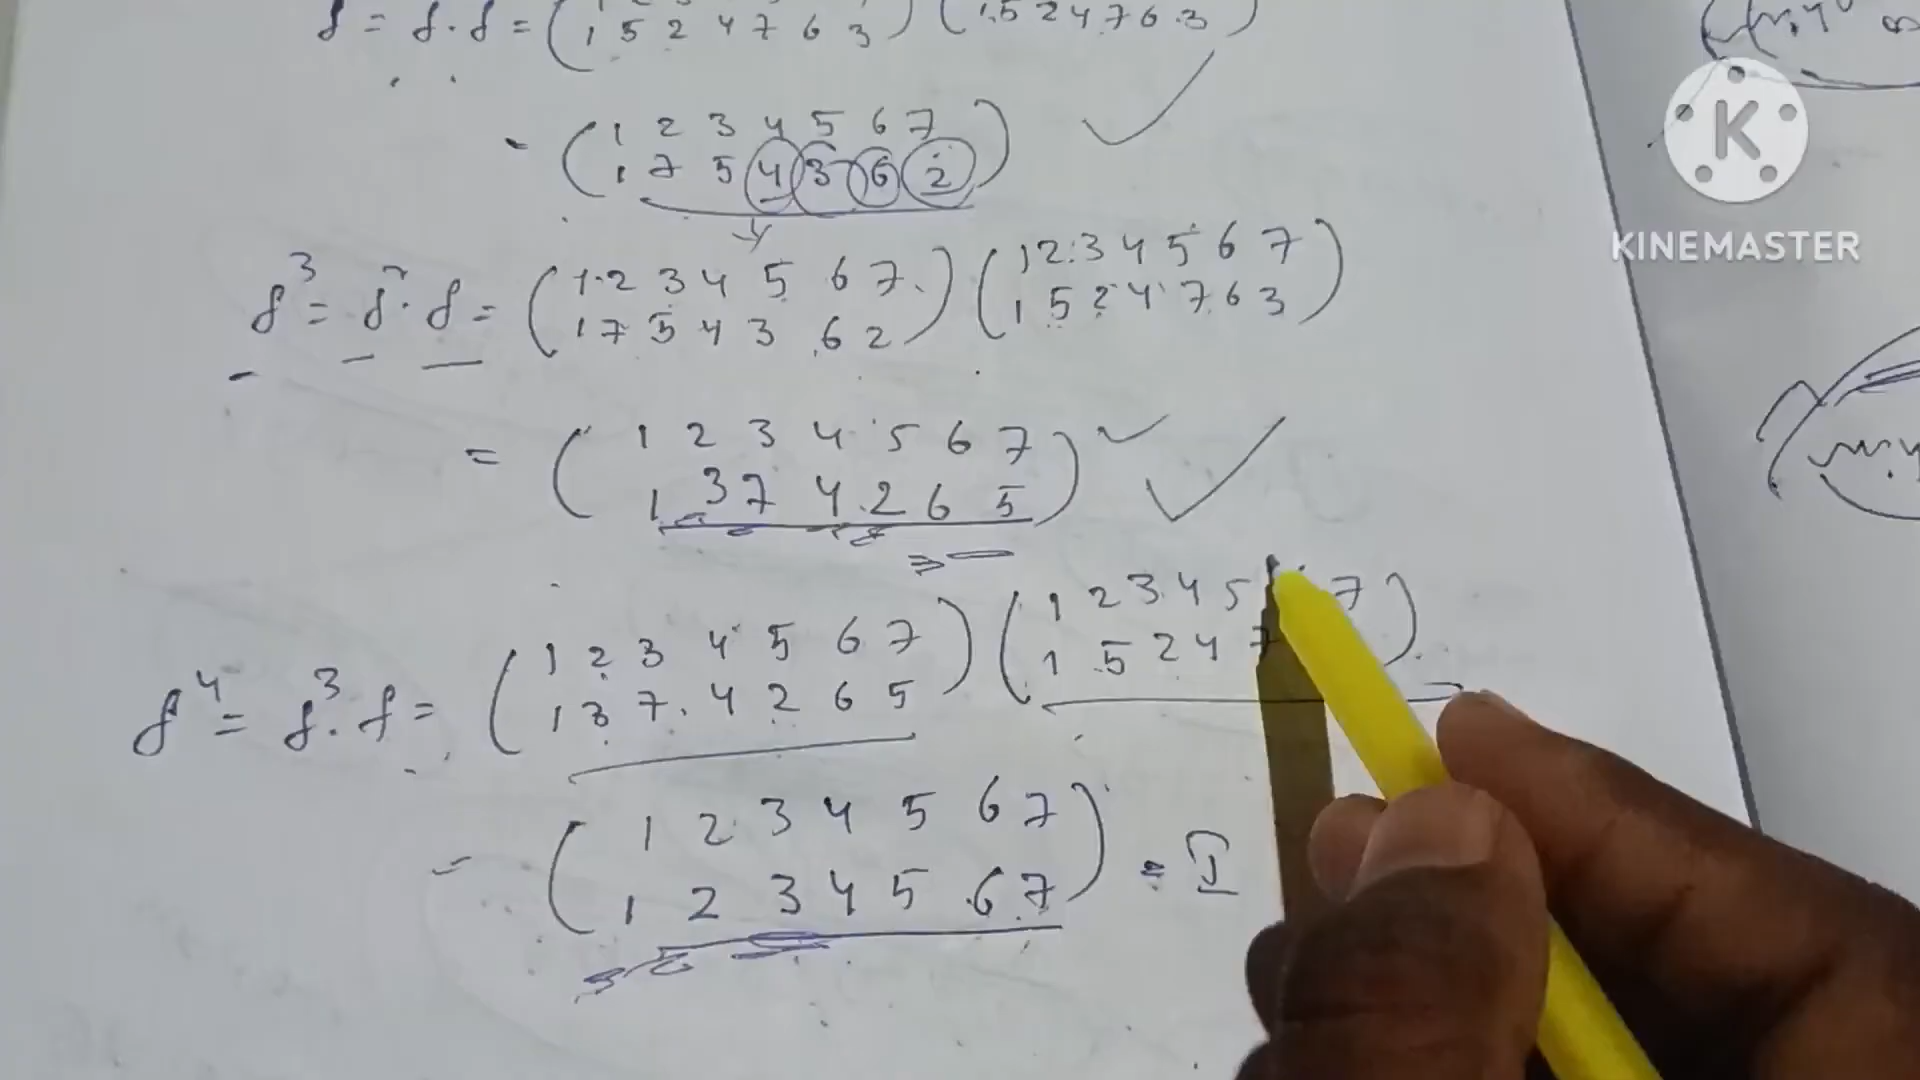 f = f . f = ( 1 5 2 4 7 6 3 ) ( 1 5 2 4 7 6 3 )
= ( 1 2 3 4 5 6 7
1 7 5 4 3 6 2 )
f³ = f² . f = ( 1 2 3 4 5 6 7
1 7 5 4 3 6 2 ) ( 1 2 3 4 5 6 7
1 5 2 4 7 6 3 )
= ( 1 2 3 4 5 6 7
1 3 7 4 2 6 5 )
f⁴ = f³ . f = ( 1 2 3 4 5 6 7
1 3 7 4 2 6 5 ) ( 1 2 3 4 5 7
1 5 2 4 7 )
= ( 1 2 3 4 5 6 7
1 2 3 4 5 6 7 ) = I
K
KINEMASTER